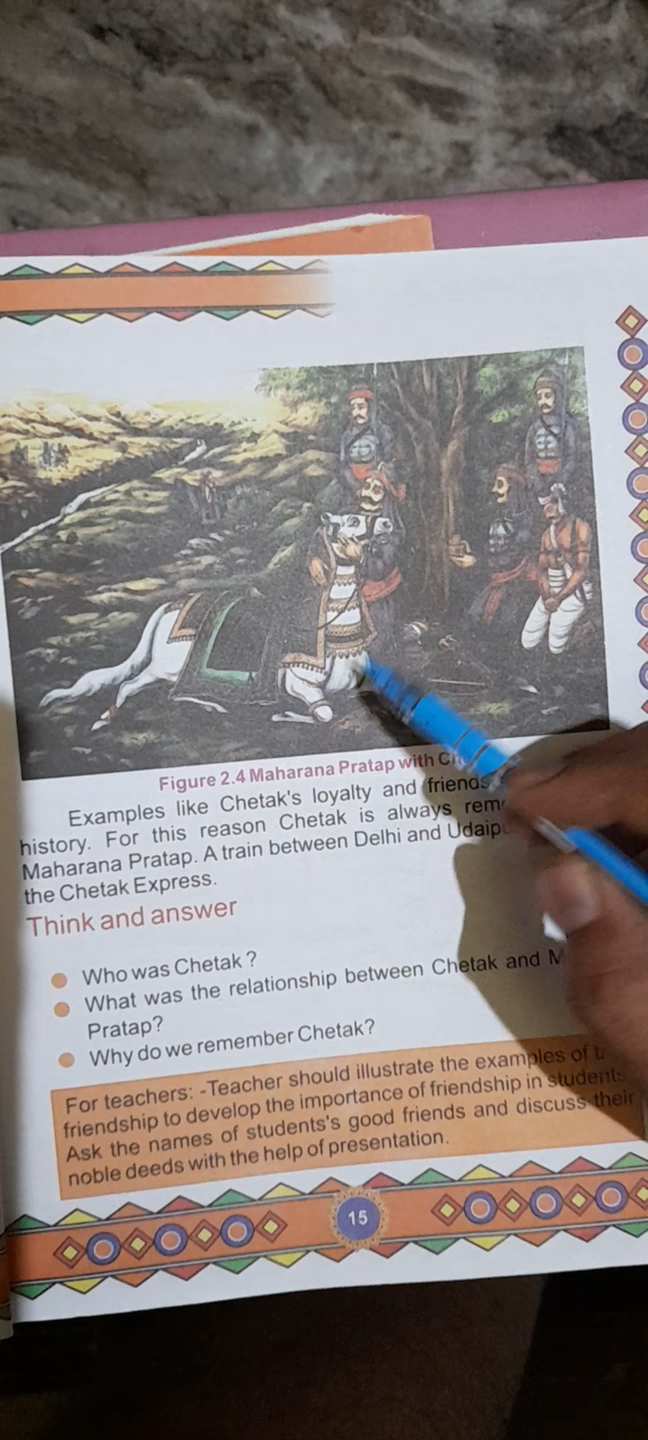 Figure 2.4 Maharana Pratap with
Examples like Chetak's loyalty and
history. For this reason Chetak is always
Maharana Pratap. A train between Delhi and
the Chetak Express.
Think and answer
Who was Chetak ?
What was the relationship between Chetak and
Pratap?
Why do we remember Chetak?
For teachers: -Teacher should illustrate the examples of
friendship to develop the importance of friendship in students
Ask the names of students's good friends and discuss their
noble deeds with the help of presentation.
15